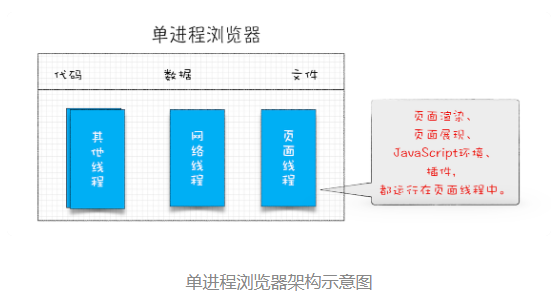 单进程浏览器
代码
数据
文件
其他线程
网络线程
页面线程
页面渲染、
页面展现、
JavaScript环境、
插件，
都运行在页面线程中。
单进程浏览器架构示意图